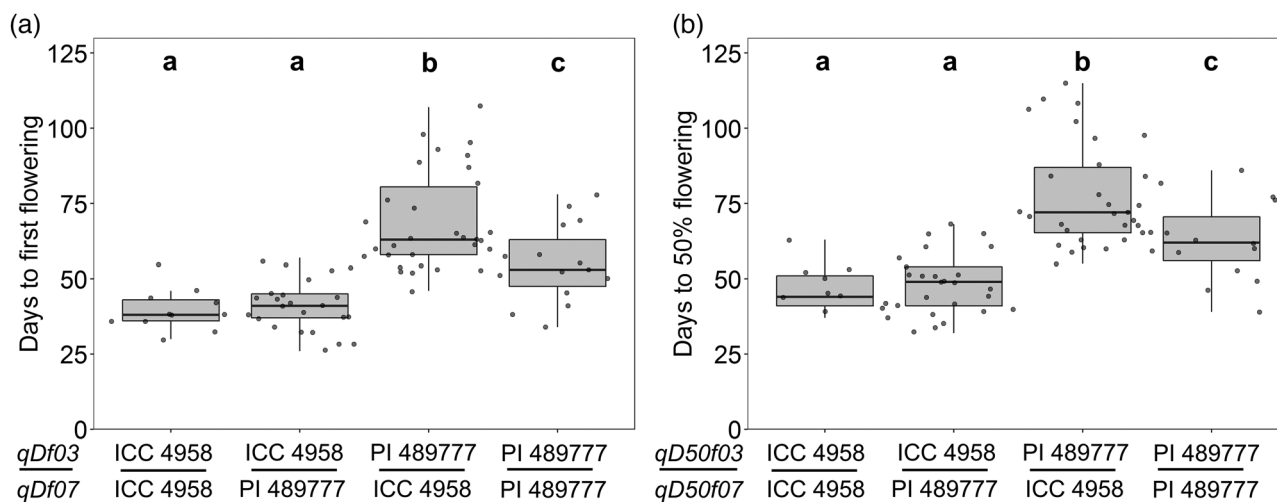 (a)
125
100
75
50
25
0
Days to first flowering
a a b c
qDf03 ICC 4958 ICC 4958 PI 489777 PI 489777
qDf07 ICC 4958 PI 489777 ICC 4958 PI 489777
(b)
125
100
75
50
25
0
Days to 50% flowering
a a b c
qD50f03 ICC 4958 ICC 4958 PI 489777 PI 489777
qD50f07 ICC 4958 PI 489777 ICC 4958 PI 489777